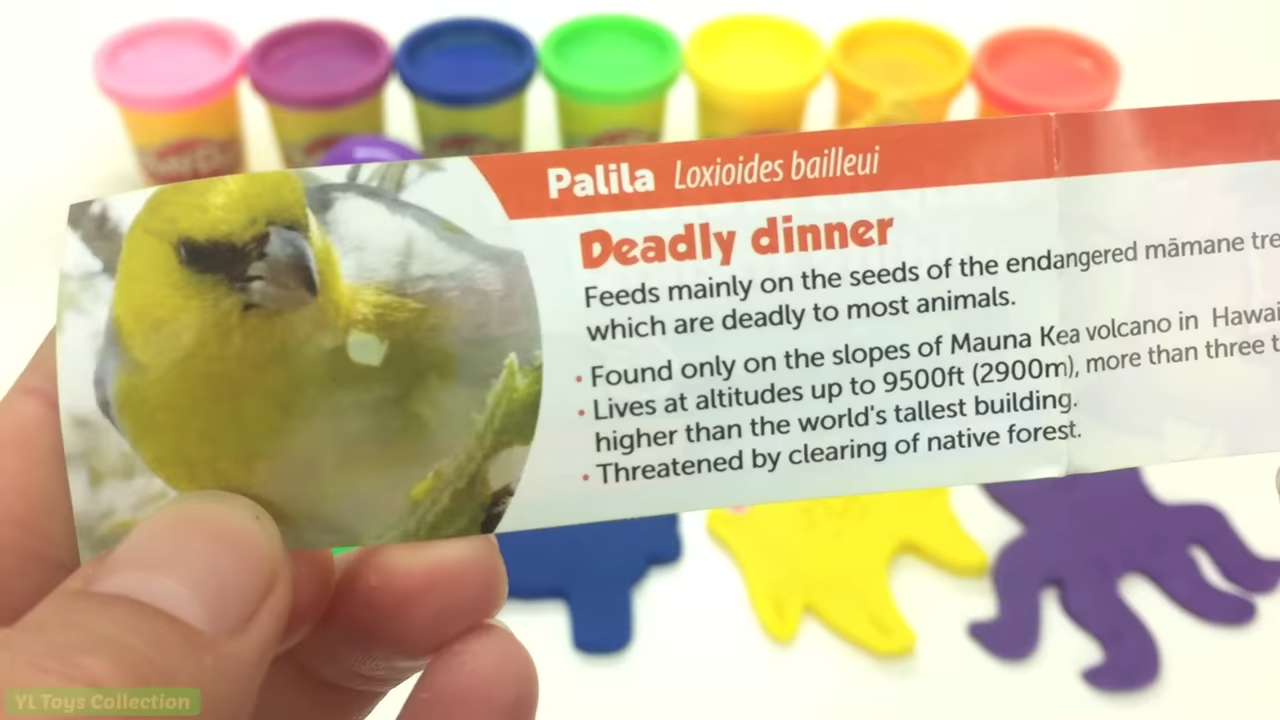 Palila Loxioides bailleui
Deadly dinner
Feeds mainly on the seeds of the endangered māmane
which are deadly to most animals.
• Found only on the slopes of Mauna Kea volcano in Hawai
• Lives at altitudes up to 9500ft (2900m), more than three
higher than the world's tallest building.
• Threatened by clearing of native forest.
YL Toys Collection